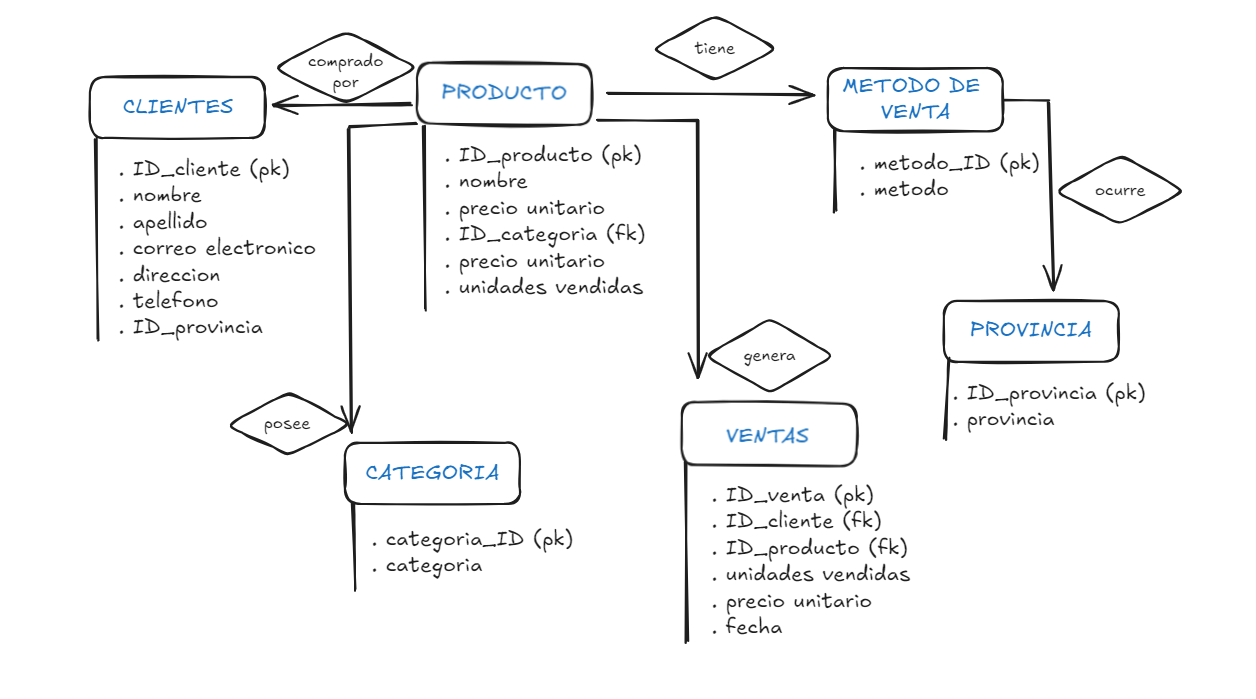 comprado
por
tiene
CLIENTES
PRODUCTO
METODO DE
VENTA
. ID_cliente (pk)
. nombre
. apellido
. correo electronico
. direccion
. telefono
. ID_provincia
. ID_producto (pk)
. nombre
. precio unitario
. ID_categoria (fk)
. precio unitario
. unidades vendidas
. metodo_ID (pk)
. metodo
ocurre
PROVINCIA
. ID_provincia (pk)
. provincia
genera
posee
CATEGORIA
. categoria_ID (pk)
. categoria
VENTAS
. ID_venta (pk)
. ID_cliente (fk)
. ID_producto (fk)
. unidades vendidas
. precio unitario
. fecha